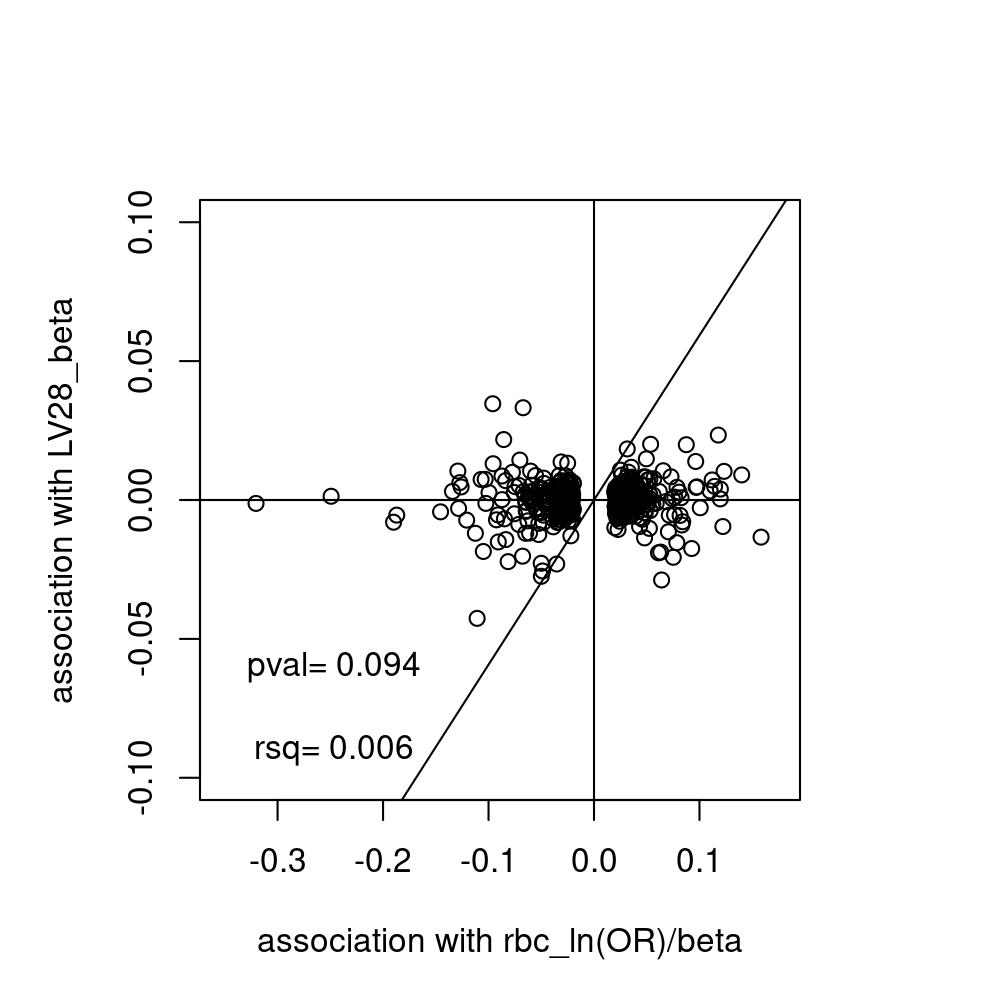 0.10
0.05
0.00
-0.05
-0.10
association with LV28_beta
pval= 0.094
rsq= 0.006
-0.3 -0.2 -0.1 0.0 0.1
association with rbc_ln(OR)/beta